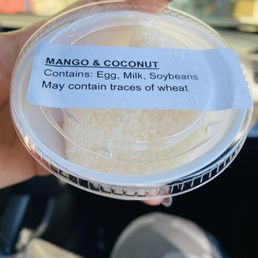 MANGO & COCONUT
Contains: Egg, Milk, Soybeans
May contain traces of wheat